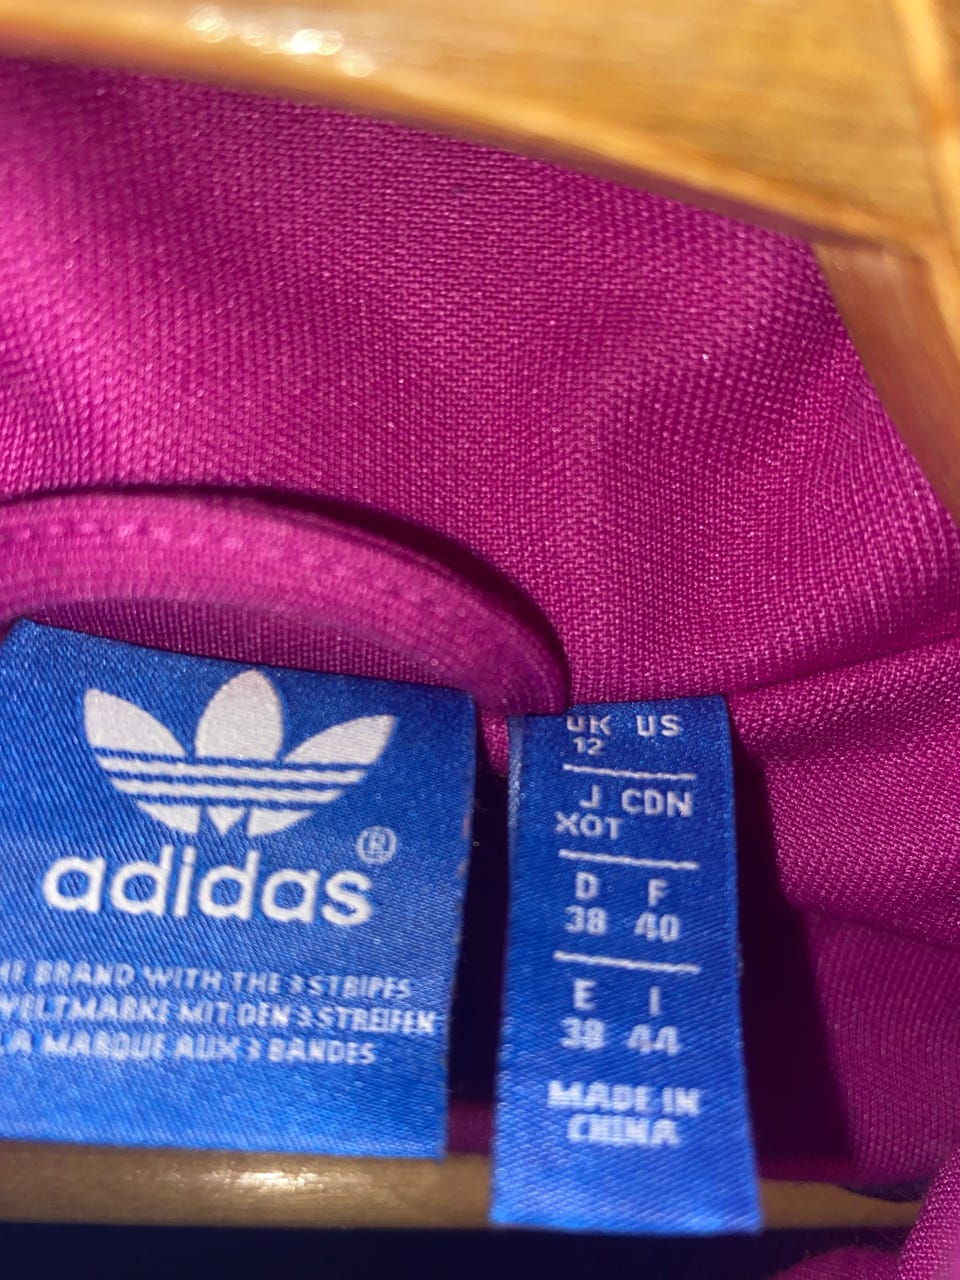 adidas®
THE BRAND WITH THE 3 STRIPES
WELTMARKE MIT DEN 3 STREIFEN
LA MARQUE AUX 3 BANDES
UK US
12
J CDN
XOT
D F
38 40
E I
38 44
MADE IN
CHINA